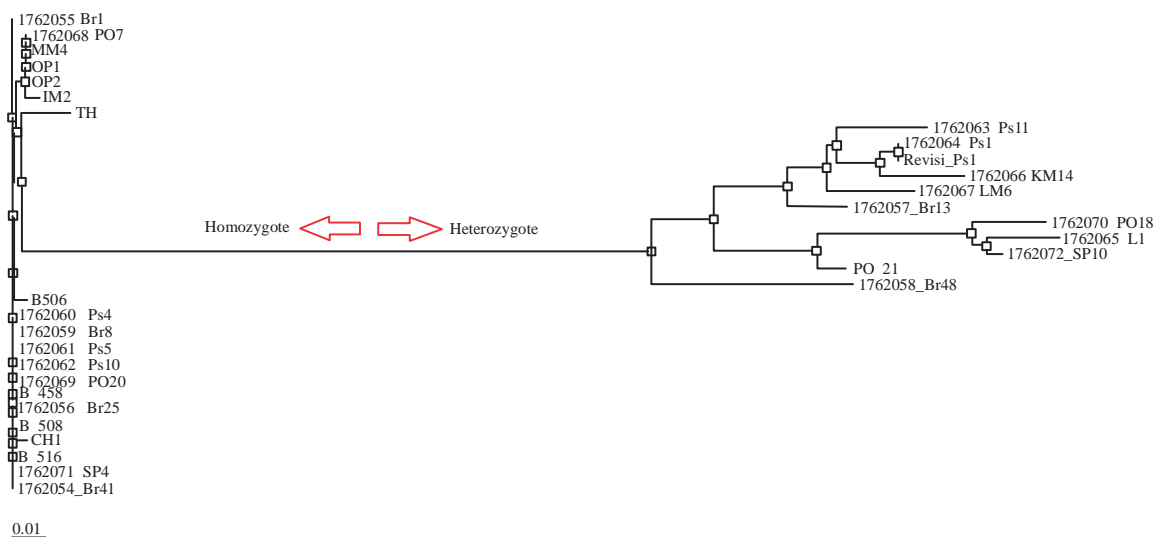 1762055 Br1
1762068 PO7
MM4
OP1
OP2
IM2
TH
1762063 Ps11
1762064 Ps1
Revisi_Ps1
1762066 KM14
1762067 LM6
1762057_Br13
1762070 PO18
1762065 L1
1762072_SP10
PO 21
1762058_Br48
Homozygote
Heterozygote
B506
1762060 Ps4
1762059 Br8
1762061 Ps5
1762062 Ps10
1762069 PO20
B 458
1762056 Br25
B 508
CH1
B 516
1762071 SP4
1762054_Br41
0.01